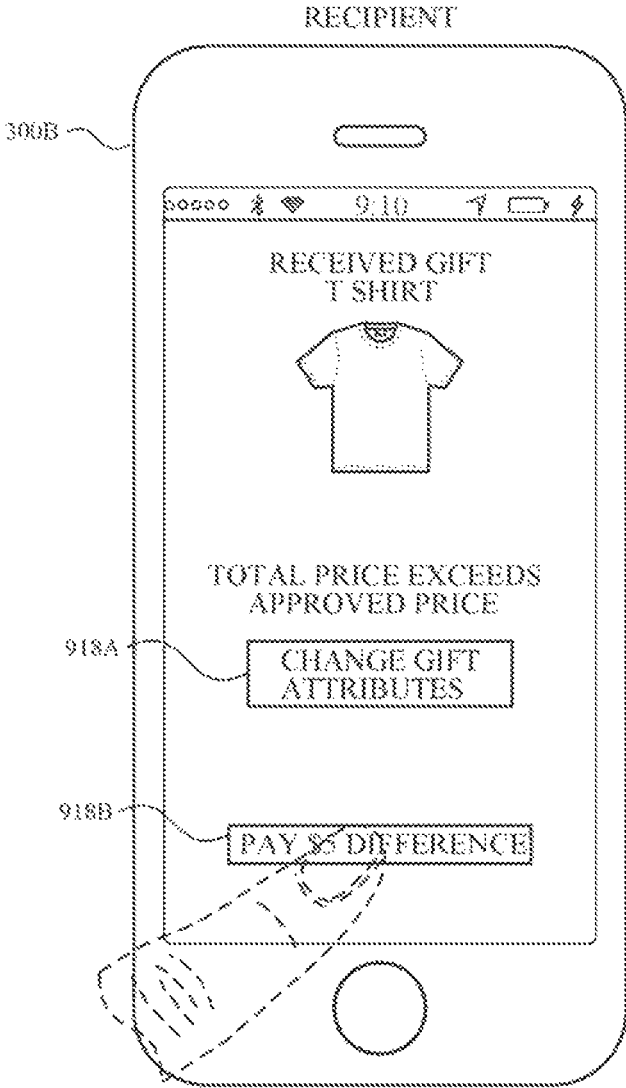 RECIPIENT
300B
9:10
RECEIVED GIFT
T SHIRT
TOTAL PRICE EXCEEDS
APPROVED PRICE
918A
CHANGE GIFT
ATTRIBUTES
918B
PAY $5 DIFFERENCE